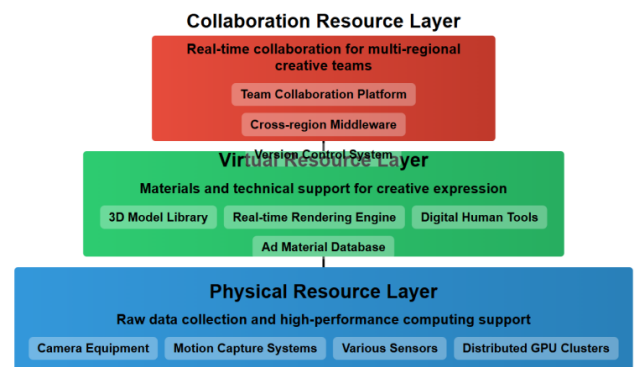 Collaboration Resource Layer
Real-time collaboration for multi-regional
creative teams
Team Collaboration Platform
Cross-region Middleware
Version Control System
Virtual Resource Layer
Materials and technical support for creative expression
3D Model Library Real-time Rendering Engine Digital Human Tools
Ad Material Database
Physical Resource Layer
Raw data collection and high-performance computing support
Camera Equipment Motion Capture Systems Various Sensors Distributed GPU Clusters